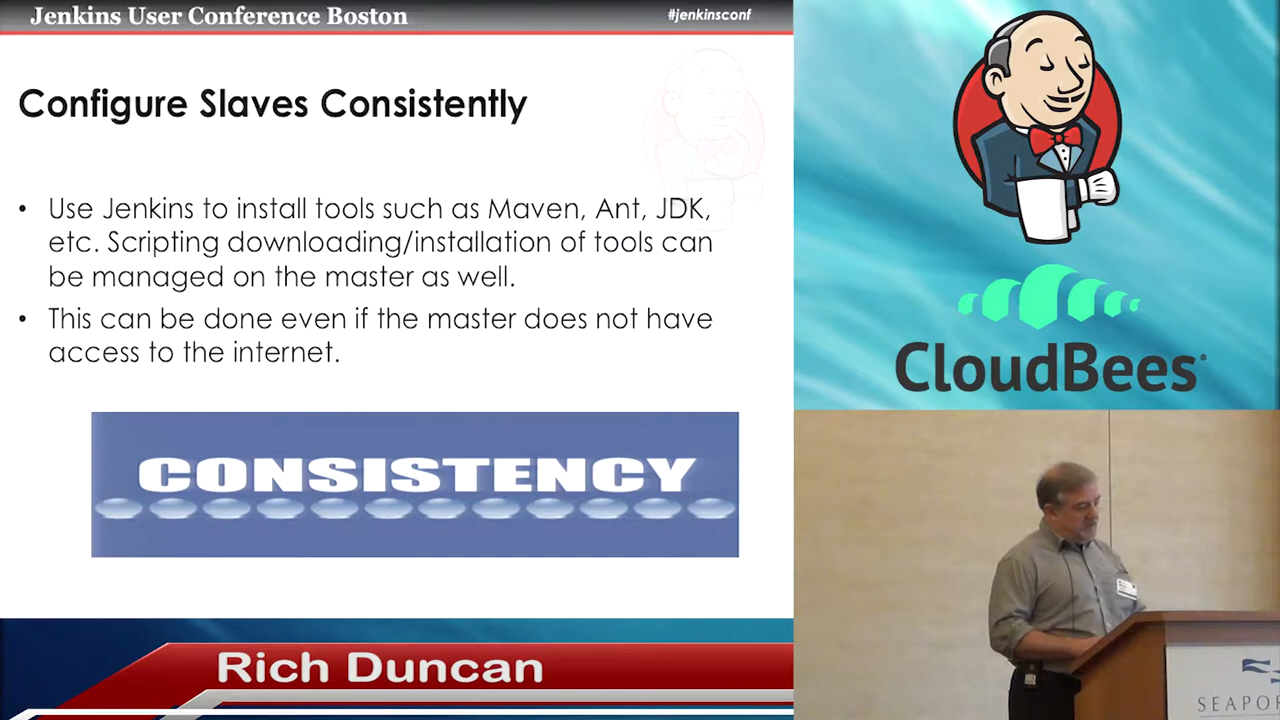 Jenkins User Conference Boston
#jenkinsconf
Configure Slaves Consistently
• Use Jenkins to install tools such as Maven, Ant, JDK,
etc. Scripting downloading/installation of tools can
be managed on the master as well.
• This can be done even if the master does not have
access to the internet.
CONSISTENCY
Rich Duncan
CloudBees
SEAPOR